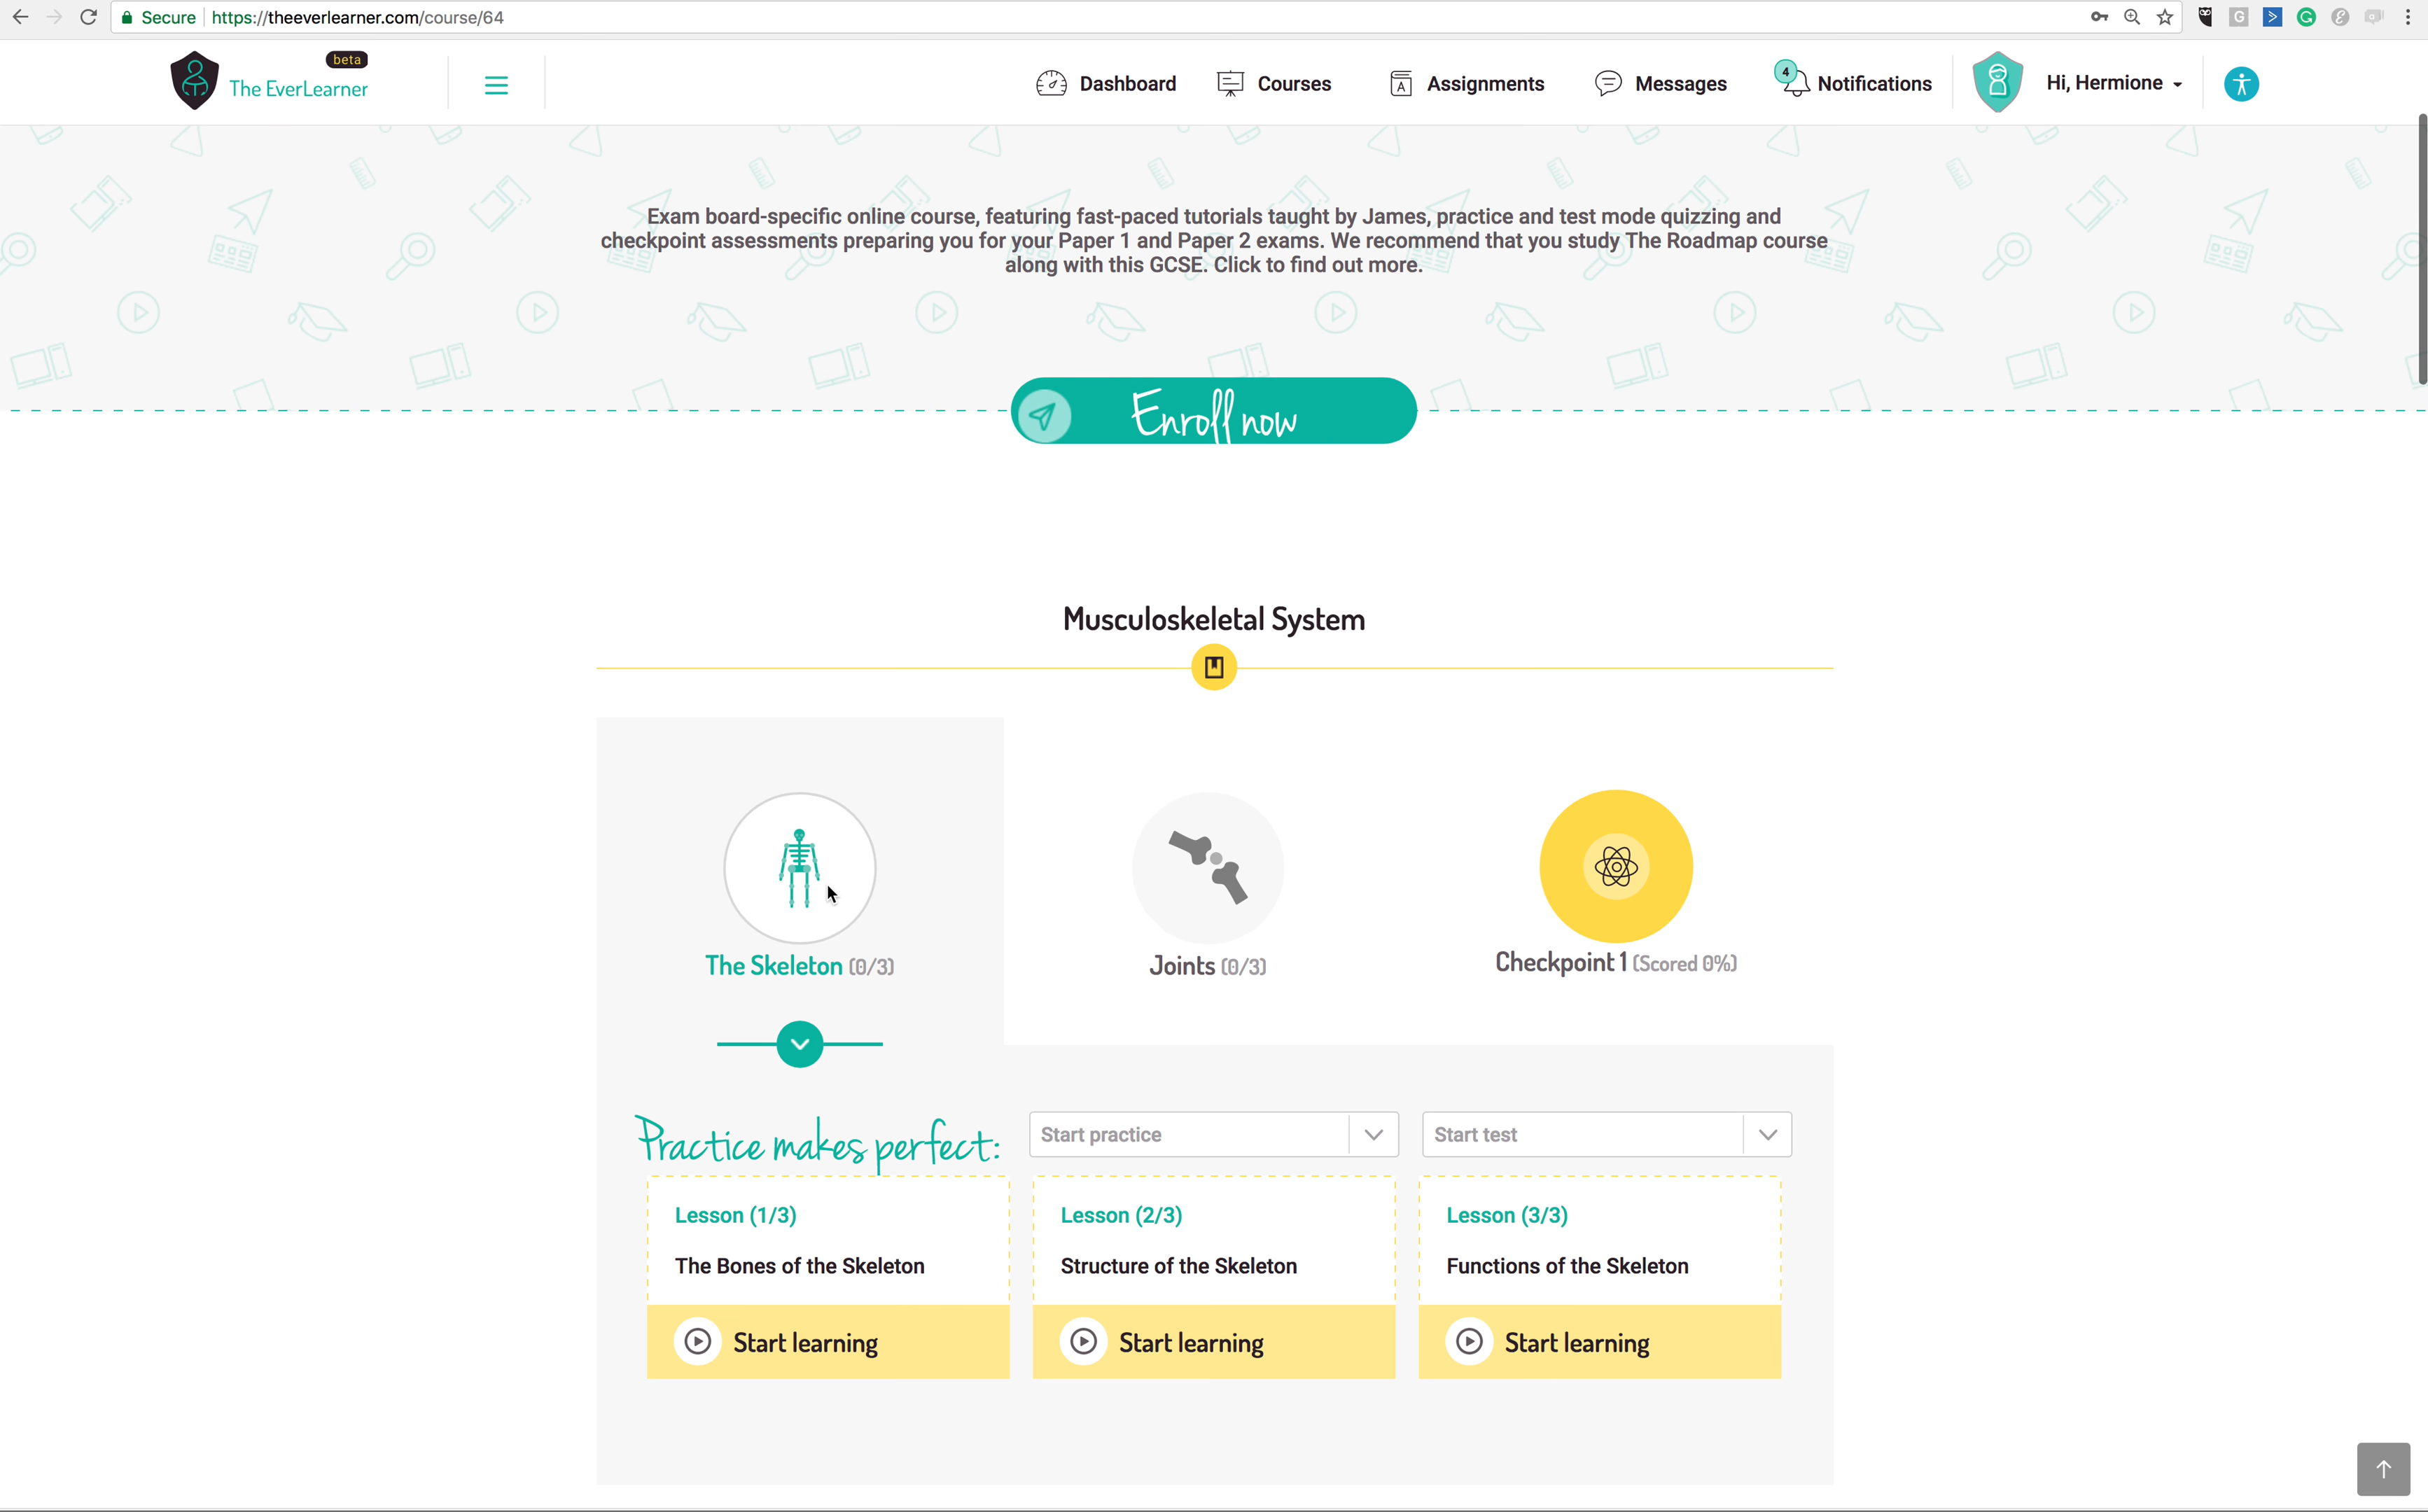 Secure https://theeverlearner.com/course/64
beta
The EverLearner
Dashboard Courses Assignments Messages 4 Notifications Hi, Hermione
Exam board-specific online course, featuring fast-paced tutorials taught by James, practice and test mode quizzing and
checkpoint assessments preparing you for your Paper 1 and Paper 2 exams. We recommend that you study The Roadmap course
along with this GCSE. Click to find out more.
Enroll now
Musculoskeletal System
The Skeleton (0/3)
Joints (0/3)
Checkpoint 1 (Scored 0%)
Practice makes perfect:
Start practice
Start test
Lesson (1/3)
The Bones of the Skeleton
Start learning
Lesson (2/3)
Structure of the Skeleton
Start learning
Lesson (3/3)
Functions of the Skeleton
Start learning